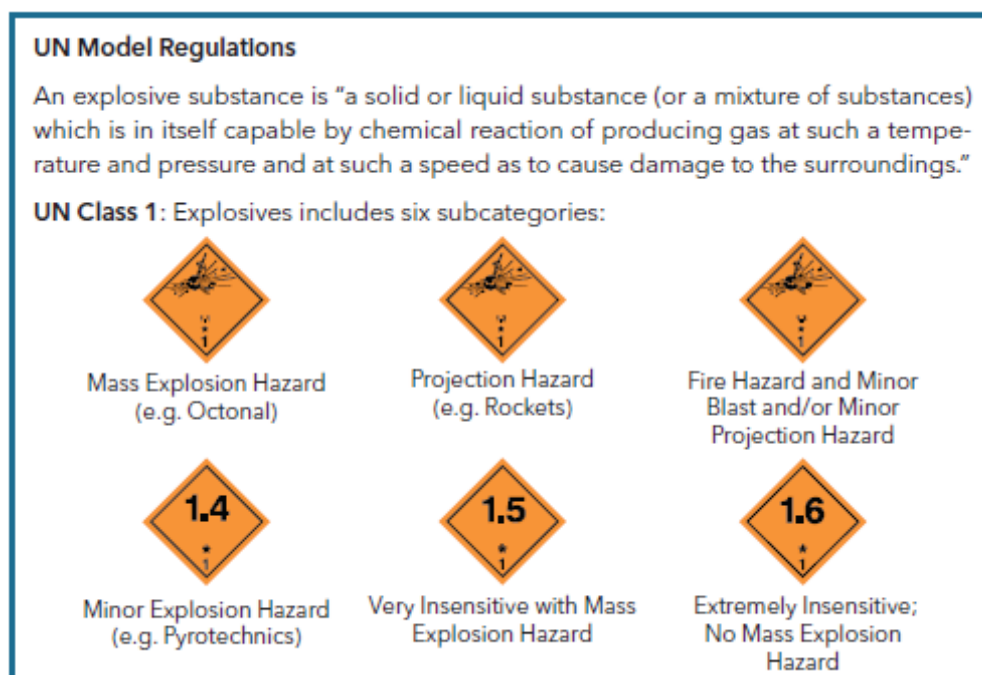 UN Model Regulations
An explosive substance is “a solid or liquid substance (or a mixture of substances)
which is in itself capable by chemical reaction of producing gas at such a tempe-
rature and pressure and at such a speed as to cause damage to the surroundings.”
UN Class 1: Explosives includes six subcategories:
*
1
Mass Explosion Hazard
(e.g. Octonal)
*
1
Projection Hazard
(e.g. Rockets)
*
1
Fire Hazard and Minor
Blast and/or Minor
Projection Hazard
1.4
*
1
Minor Explosion Hazard
(e.g. Pyrotechnics)
1.5
*
1
Very Insensitive with Mass
Explosion Hazard
1.6
*
1
Extremely Insensitive;
No Mass Explosion
Hazard